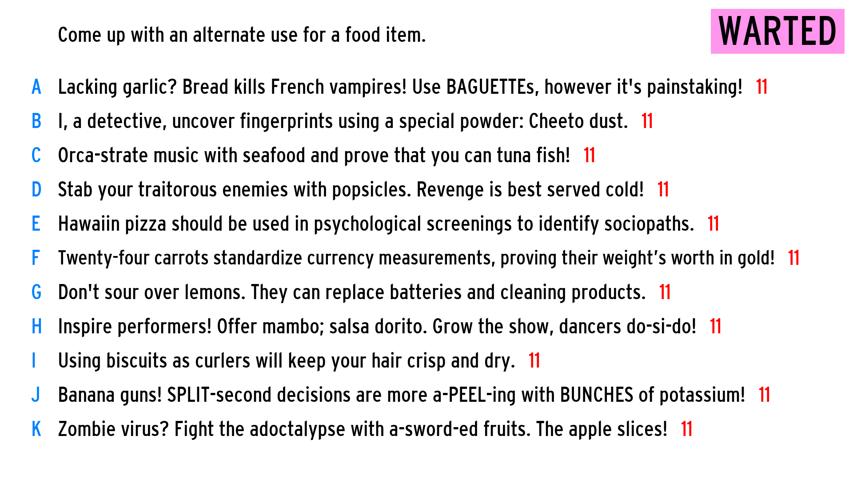 Come up with an alternate use for a food item.
WARTED
A Lacking garlic? Bread kills French vampires! Use BAGUETTEs, however it's painstaking! 11
B I, a detective, uncover fingerprints using a special powder: Cheeto dust. 11
C Orca-strate music with seafood and prove that you can tuna fish! 11
D Stab your traitorous enemies with popsicles. Revenge is best served cold! 11
E Hawaiin pizza should be used in psychological screenings to identify sociopaths. 11
F Twenty-four carrots standardize currency measurements, proving their weight's worth in gold! 11
G Don't sour over lemons. They can replace batteries and cleaning products. 11
H Inspire performers! Offer mambo; salsa dorito. Grow the show, dancers do-si-do! 11
I Using biscuits as curlers will keep your hair crisp and dry. 11
J Banana guns! SPLIT-second decisions are more a-PEEL-ing with BUNCHES of potassium! 11
K Zombie virus? Fight the adoctalypse with a-sword-ed fruits. The apple slices! 11